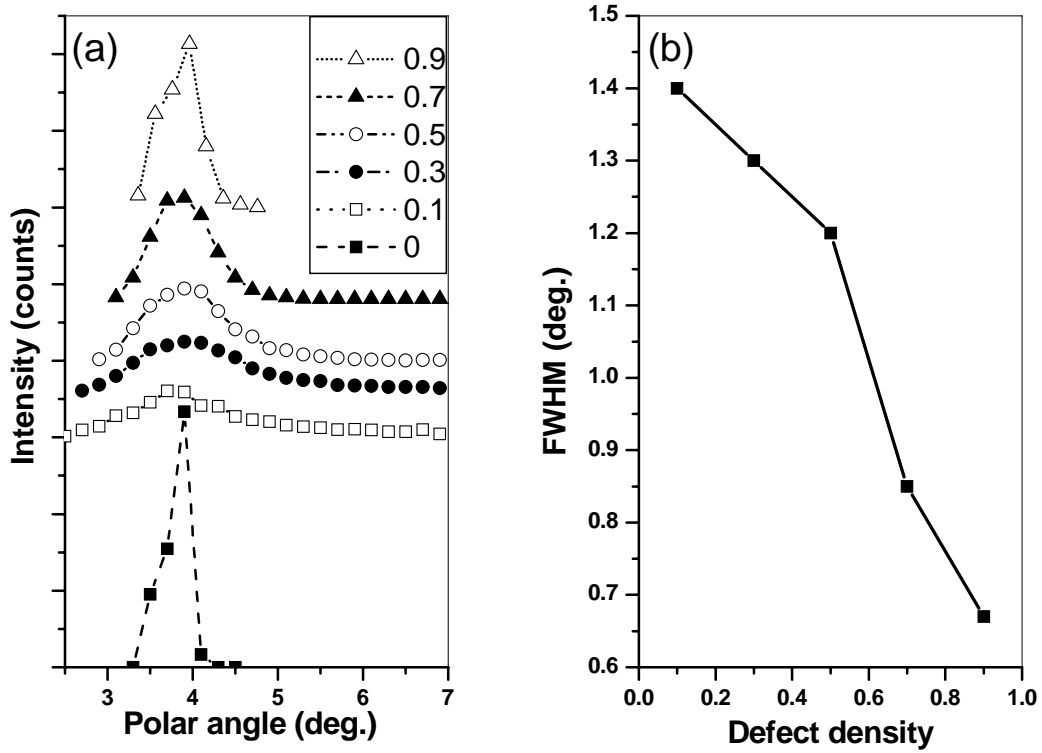 (a)
0.9
0.7
0.5
0.3
0.1
0
Intensity (counts)
3 4 5 6 7
Polar angle (deg.)
(b)
1.5
1.4
1.3
1.2
1.1
1.0
0.9
0.8
0.7
0.6
FWHM (deg.)
0.0 0.2 0.4 0.6 0.8 1.0
Defect density